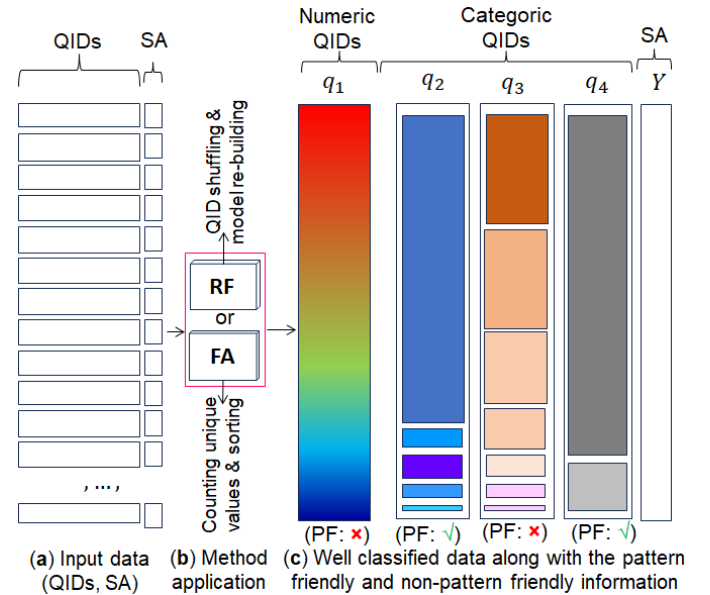 Numeric
QIDs
Categoric
QIDs
QIDs
SA
SA
q1
q2
q3
q4
Y
QID shuffling &
model re-building
RF
or
FA
Counting unique
values & sorting
, ...,
(PF: ×)
(PF: √)
(PF: ×)
(PF: √)
(a) Input data
(QIDs, SA)
(b) Method
application
(c) Well classified data along with the pattern
friendly and non-pattern friendly information